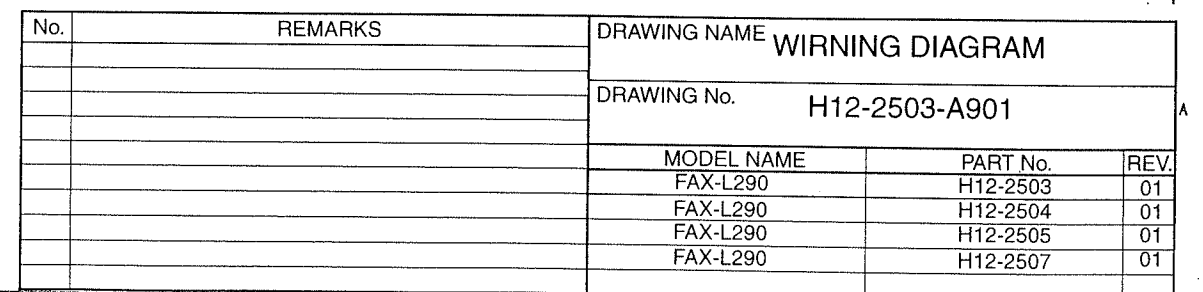 No. REMARKS
DRAWING NAME WIRNING DIAGRAM
DRAWING No. H12-2503-A901
A
MODEL NAME PART No. REV.
FAX-L290 H12-2503 01
FAX-L290 H12-2504 01
FAX-L290 H12-2505 01
FAX-L290 H12-2507 01